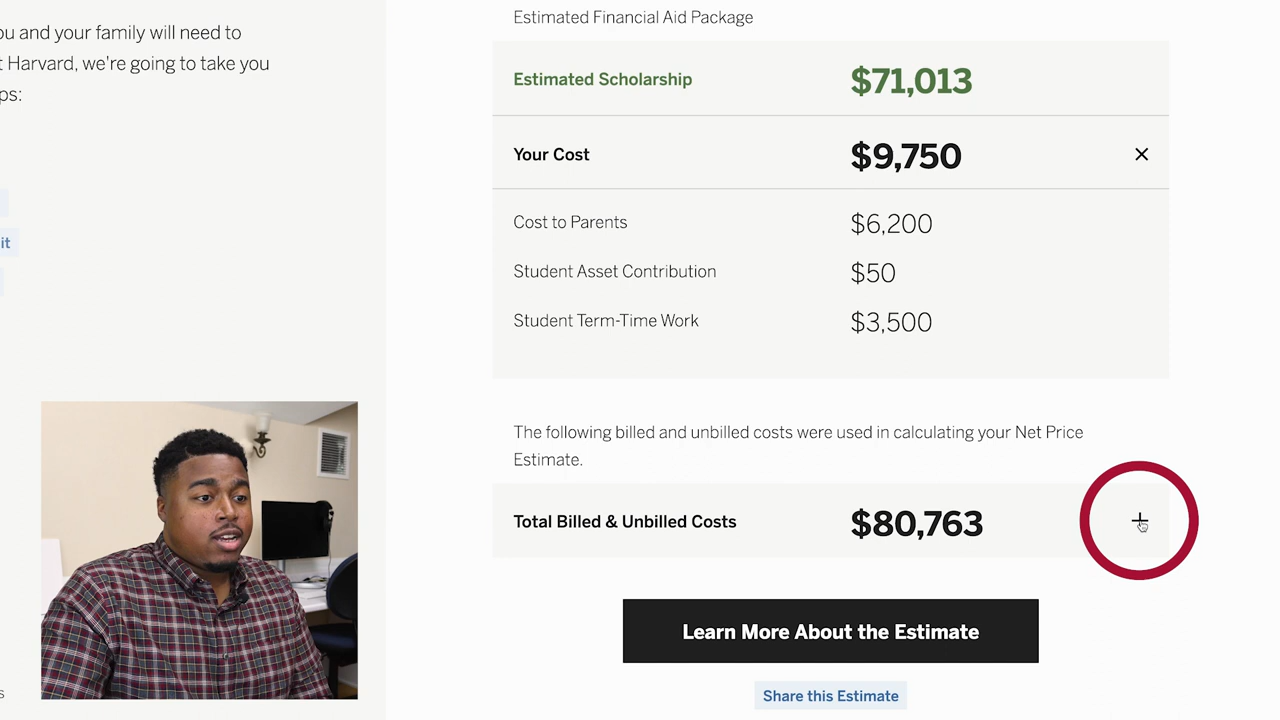 ou and your family will need to
t Harvard, we're going to take you
ps:
it
s
Estimated Financial Aid Package
Estimated Scholarship $71,013
Your Cost $9,750
Cost to Parents $6,200
Student Asset Contribution $50
Student Term-Time Work $3,500
The following billed and unbilled costs were used in calculating your Net Price
Estimate.
Total Billed & Unbilled Costs $80,763
Learn More About the Estimate
Share this Estimate